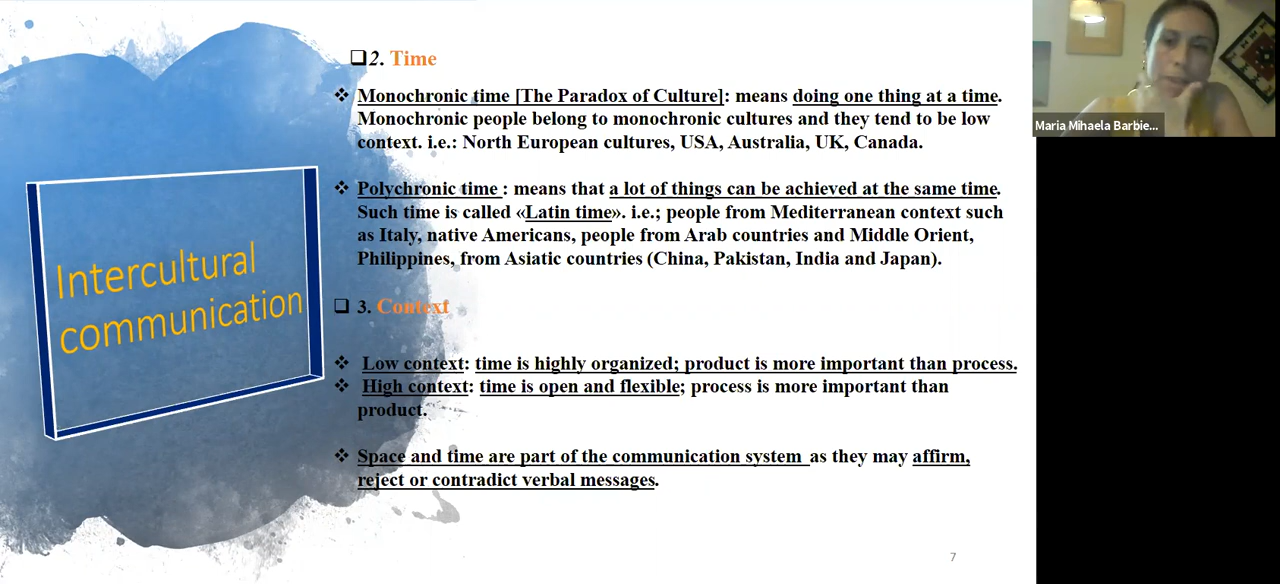 Intercultural
communication
❑2. Time
❖ Monochronic time [The Paradox of Culture]: means doing one thing at a time.
Monochronic people belong to monochronic cultures and they tend to be low
context. i.e.: North European cultures, USA, Australia, UK, Canada.
❖ Polychronic time : means that a lot of things can be achieved at the same time.
Such time is called «Latin time». i.e.; people from Mediterranean context such
as Italy, native Americans, people from Arab countries and Middle Orient,
Philippines, from Asiatic countries (China, Pakistan, India and Japan).
❑ 3. Context
❖ Low context: time is highly organized; product is more important than process.
❖ High context: time is open and flexible; process is more important than
product.
❖ Space and time are part of the communication system as they may affirm,
reject or contradict verbal messages.
7
Maria Mihaela Barbie...